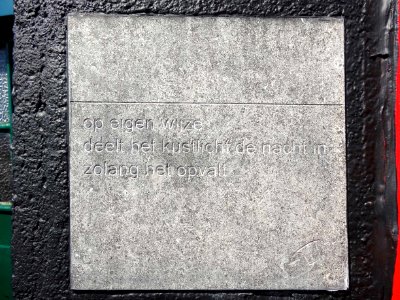 op eigen wijze
deelt het kustlicht de nacht in
zolang het opvalt